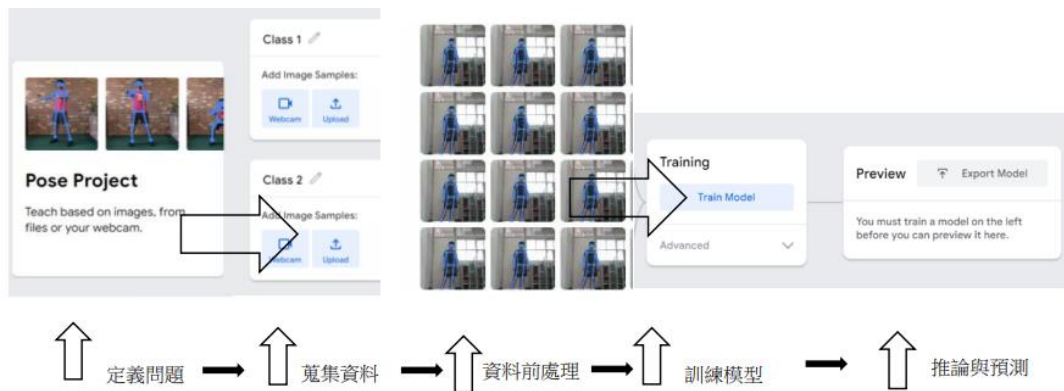 Pose Project
Teach based on images, from
files or your webcam.
Class 1
Add Image Samples:
Webcam
Upload
Class 2
Add Image Samples:
Webcam
Upload
Training
Train Model
Advanced
Preview
Export Model
You must train a model on the left
before you can preview it here.
定義問題
蒐集資料
資料前處理
訓練模型
推論與預測